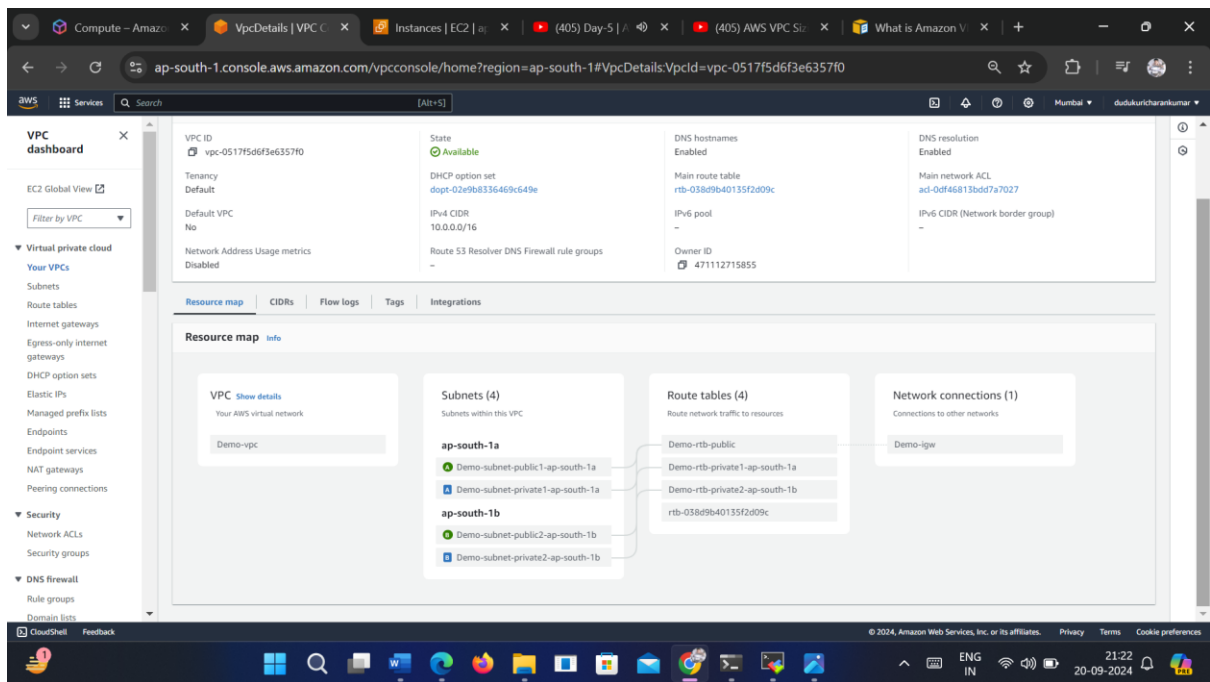 Compute – Amazo
VpcDetails | VPC C
Instances | EC2 | ap
(405) Day-5 | A
(405) AWS VPC Siz
What is Amazon V
ap-south-1.console.aws.amazon.com/vpcconsole/home?region=ap-south-1#VpcDetails:VpcId=vpc-0517f5d6f3e6357f0
aws
Services
Search
[Alt+S]
Mumbai
dudukuricharankumar
VPC
dashboard
EC2 Global View
Filter by VPC
Virtual private cloud
Your VPCs
Subnets
Route tables
Internet gateways
Egress-only internet
gateways
DHCP option sets
Elastic IPs
Managed prefix lists
Endpoints
Endpoint services
NAT gateways
Peering connections
Security
Network ACLs
Security groups
DNS firewall
Rule groups
Domain lists
VPC ID
vpc-0517f5d6f3e6357f0
State
Available
DNS hostnames
Enabled
DNS resolution
Enabled
Tenancy
Default
DHCP option set
dopt-02e9b8336469c649e
Main route table
rtb-038d9b40135f2d09c
Main network ACL
acl-0df46813bdd7a7027
Default VPC
No
IPv4 CIDR
10.0.0.0/16
IPv6 pool
–
IPv6 CIDR (Network border group)
–
Network Address Usage metrics
Disabled
Route 53 Resolver DNS Firewall rule groups
–
Owner ID
471112715855
Resource map
CIDRs
Flow logs
Tags
Integrations
Resource map Info
VPC Show details
Your AWS virtual network
Demo-vpc
Subnets (4)
Subnets within this VPC
ap-south-1a
A Demo-subnet-public1-ap-south-1a
A Demo-subnet-private1-ap-south-1a
ap-south-1b
B Demo-subnet-public2-ap-south-1b
B Demo-subnet-private2-ap-south-1b
Route tables (4)
Route network traffic to resources
Demo-rtb-public
Demo-rtb-private1-ap-south-1a
Demo-rtb-private2-ap-south-1b
rtb-038d9b40135f2d09c
Network connections (1)
Connections to other networks
Demo-igw
CloudShell
Feedback
© 2024, Amazon Web Services, Inc. or its affiliates.
Privacy
Terms
Cookie preferences
1
ENG
IN
21:22
20-09-2024
PRE